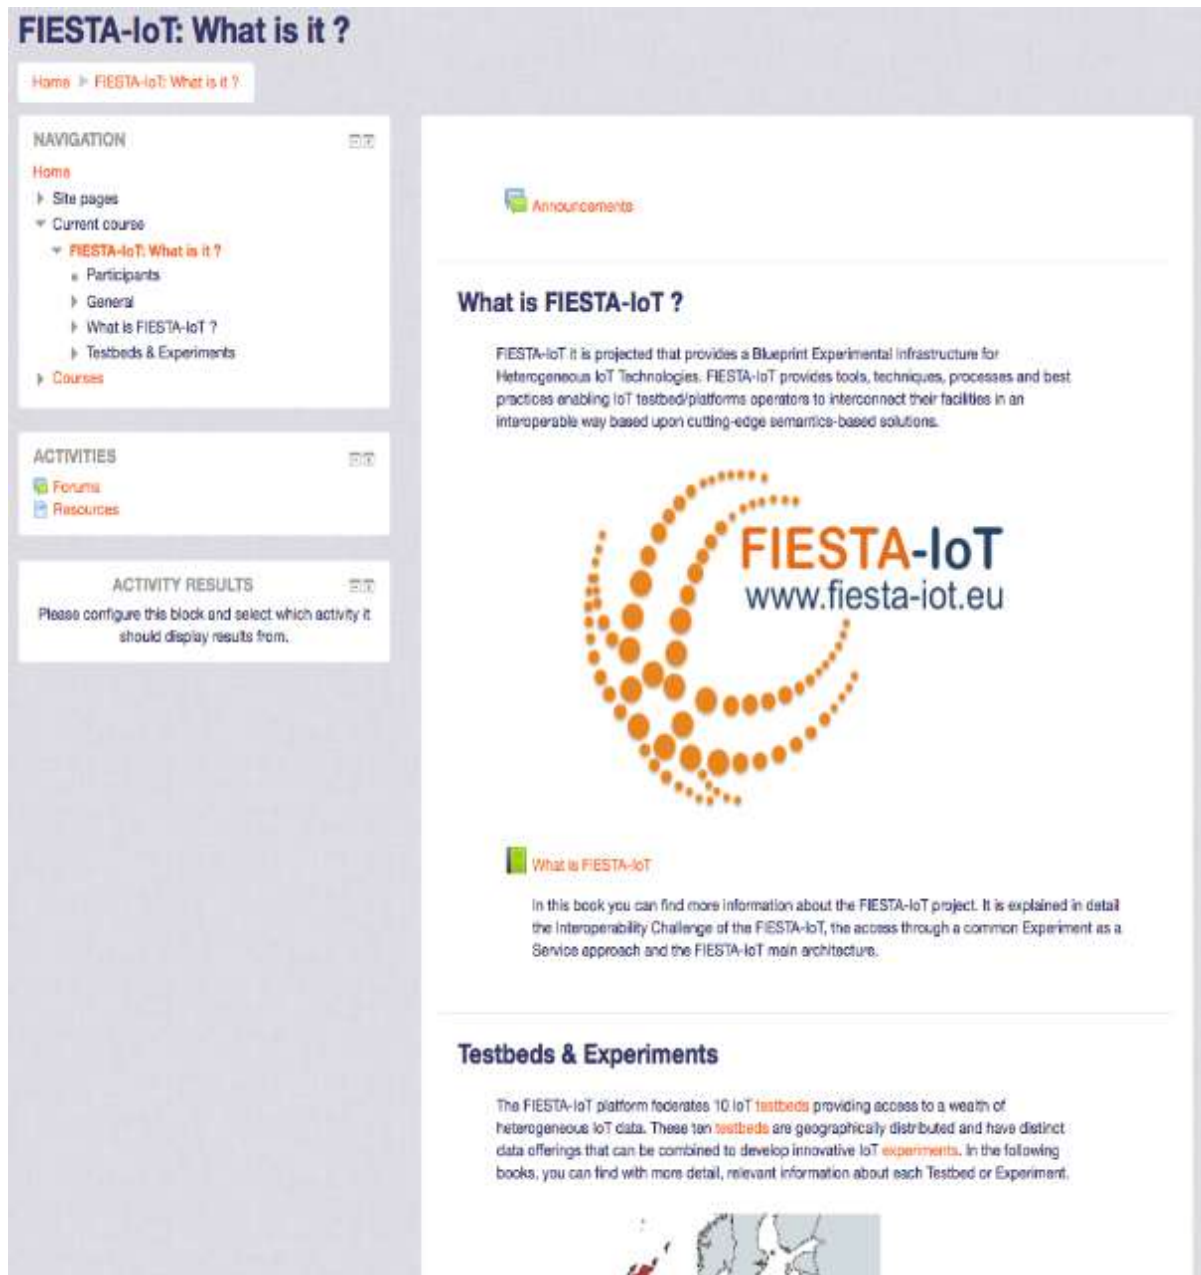 FIESTA-IoT: What is it ?
Home FIESTA-IoT: What is it ?
NAVIGATION
Home
Site pages
Current course
FIESTA-IoT: What is it ?
Participants
General
What is FIESTA-IoT ?
Testbeds & Experiments
Courses
ACTIVITIES
Forums
Resources
ACTIVITY RESULTS
Please configure this block and select which activity it
should display results from.
Announcements
What is FIESTA-IoT ?
FIESTA-IoT it is projected that provides a Blueprint Experimental Infrastructure for
Heterogeneous IoT Technologies. FIESTA-IoT provides tools, techniques, processes and best
practices enabling IoT testbed/platforms operators to interconnect their facilities in an
interoperable way based upon cutting-edge semantics-based solutions.
FIESTA-IoT
www.fiesta-iot.eu
What is FIESTA-IoT
In this book you can find more information about the FIESTA-IoT project. It is explained in detail
the Interoperability Challenge of the FIESTA-IoT, the access through a common Experiment as a
Service approach and the FIESTA-IoT main architecture.
Testbeds & Experiments
The FIESTA-IoT platform federates 10 IoT testbeds providing access to a wealth of
heterogeneous IoT data. These ten testbeds are geographically distributed and have distinct
data offerings that can be combined to develop innovative IoT experiments. In the following
books, you can find with more detail, relevant information about each Testbed or Experiment.